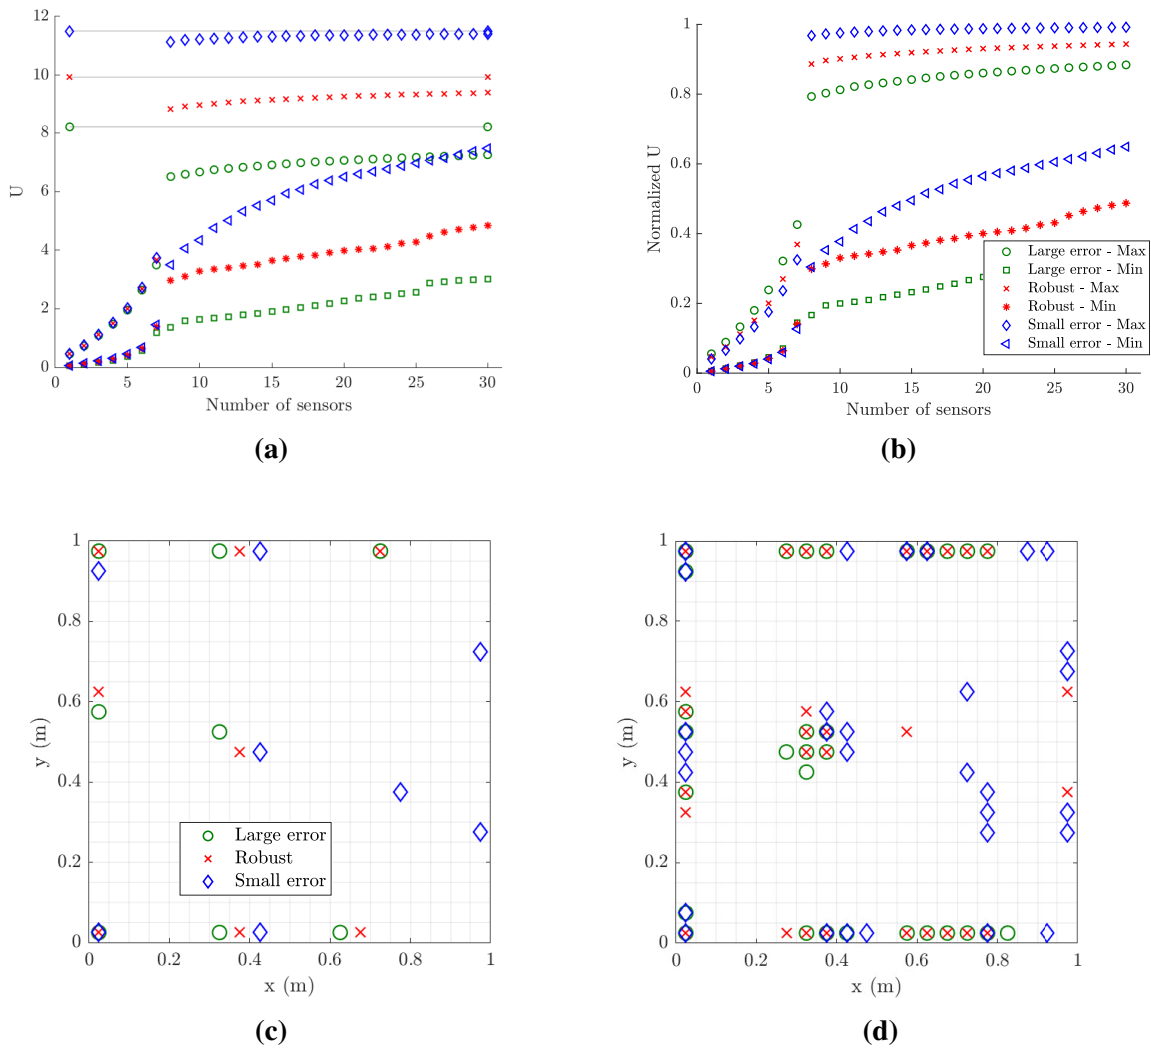 12
10
8
6
4
2
0
U
0
5
10
15
20
25
30
Number of sensors
(a)
1
0.8
0.6
0.4
0.2
0
Normalized U
0
5
10
15
20
25
30
Number of sensors
Large error - Max
Large error - Min
Robust - Max
Robust - Min
Small error - Max
Small error - Min
(b)
1
0.8
0.6
0.4
0.2
0
y (m)
Large error
Robust
Small error
0
0.2
0.4
0.6
0.8
1
x (m)
(c)
1
0.8
0.6
0.4
0.2
0
y (m)
0
0.2
0.4
0.6
0.8
1
x (m)
(d)